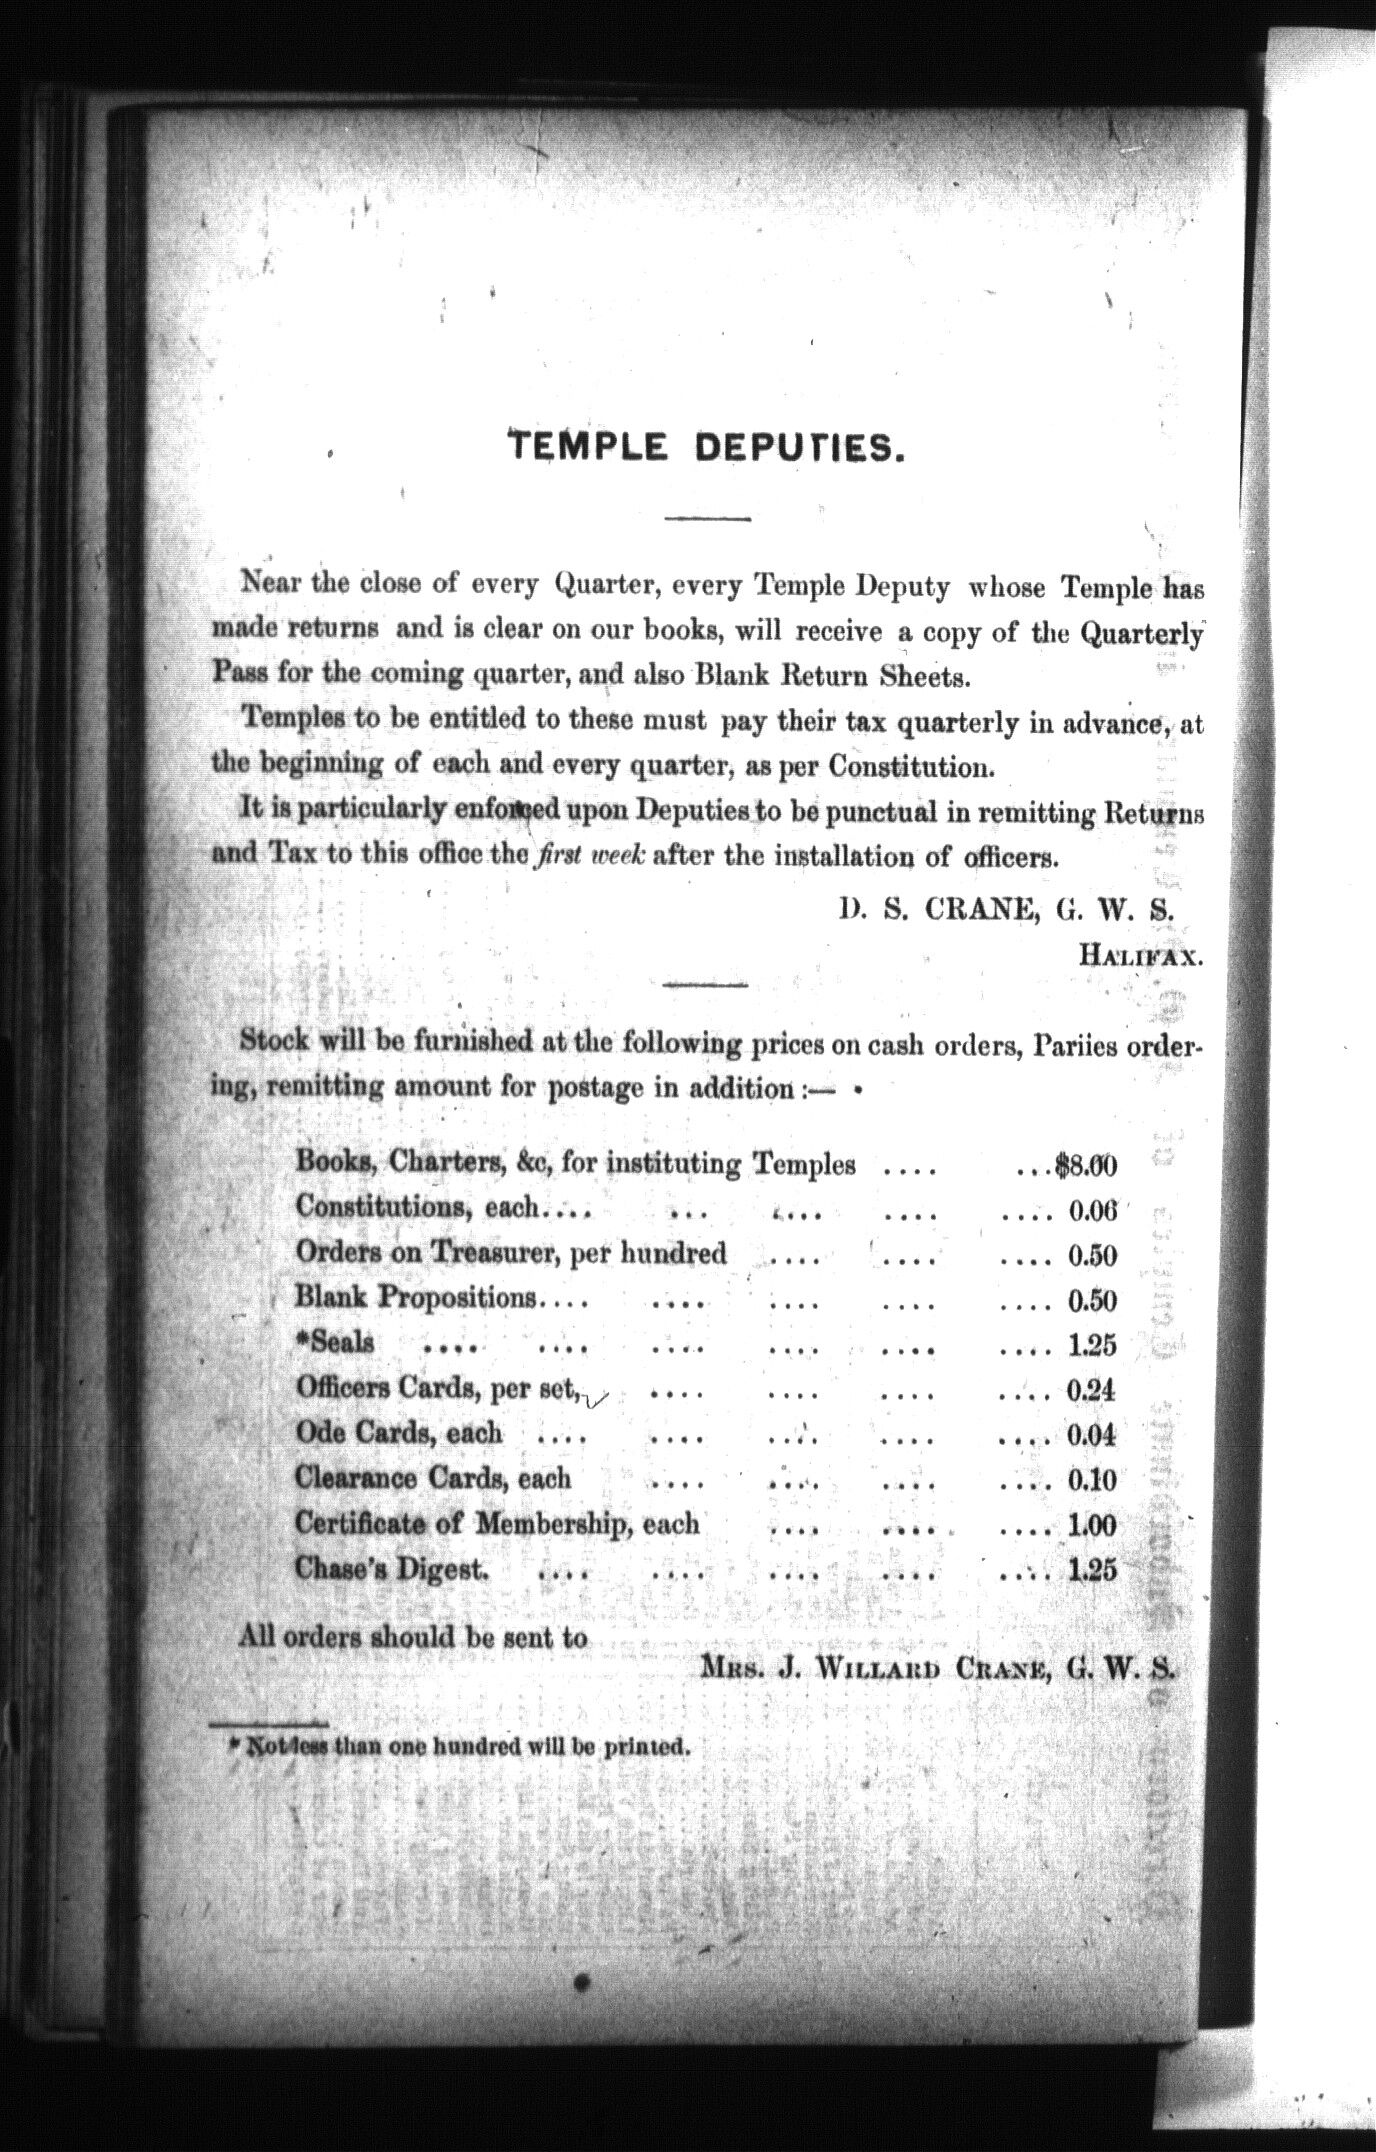 TEMPLE DEPUTIES.
Near the close of every Quarter, every Temple Deputy whose Temple has
made returns and is clear on our books, will receive a copy of the Quarterly
Pass for the coming quarter, and also Blank Return Sheets.
Temples to be entitled to these must pay their tax quarterly in advance, at
the beginning of each and every quarter, as per Constitution.
It is particularly enforced upon Deputies to be punctual in remitting Returns
and Tax to this office the first week after the installation of officers.
D. S. CRANE, G. W. S.
HALIFAX.
Stock will be furnished at the following prices on cash orders, Pariies order-
ing, remitting amount for postage in addition :—
Books, Charters, &c, for instituting Temples .... ...$8.00
Constitutions, each.... ... .... .... .... 0.06
Orders on Treasurer, per hundred .... .... .... 0.50
Blank Propositions.... .... .... .... .... 0.50
*Seals .... .... .... .... .... .... 1.25
Officers Cards, per set, .... .... .... .... 0.24
Ode Cards, each .... .... .... .... .... 0.04
Clearance Cards, each .... .... .... .... 0.10
Certificate of Membership, each .... .... .... 1.00
Chase's Digest. .... .... .... .... .... 1.25
All orders should be sent to
MRS. J. WILLARD CRANE, G. W. S.
* Not less than one hundred will be printed.